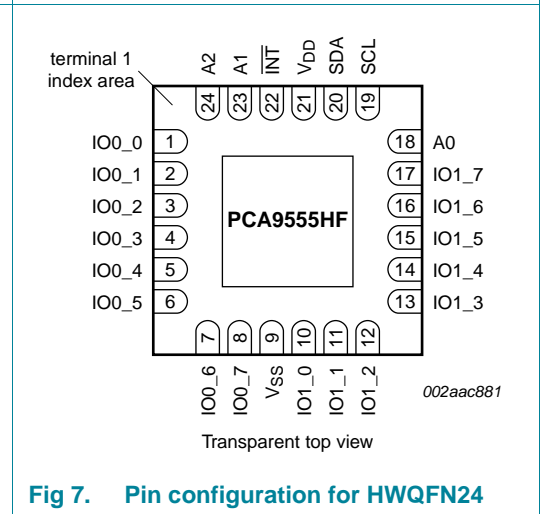 terminal 1
index area
A2
A1
INT
VDD
SDA
SCL
24
23
22
21
20
19
IO0_0 1
IO0_1 2
IO0_2 3
IO0_3 4
IO0_4 5
IO0_5 6
PCA9555HF
18 A0
17 IO1_7
16 IO1_6
15 IO1_5
14 IO1_4
13 IO1_3
7
8
9
10
11
12
IO0_6
IO0_7
VSS
IO1_0
IO1_1
IO1_2
002aac881
Transparent top view
Fig 7. Pin configuration for HWQFN24